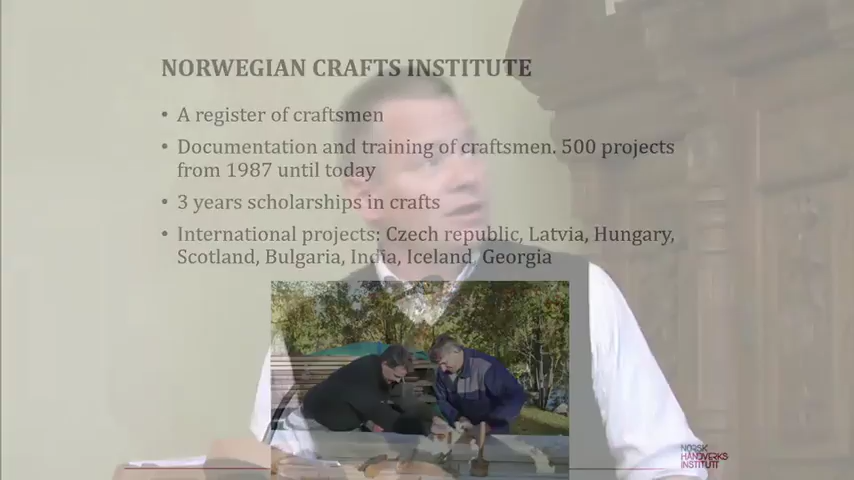 NORWEGIAN CRAFTS INSTITUTE
• A register of craftsmen
• Documentation and training of craftsmen. 500 projects
from 1987 until today
• 3 years scholarships in crafts
• International projects: Czech republic, Latvia, Hungary,
Scotland, Bulgaria, India, Iceland, Georgia
NORSK
HÅNDVERKS
INSTITUTT